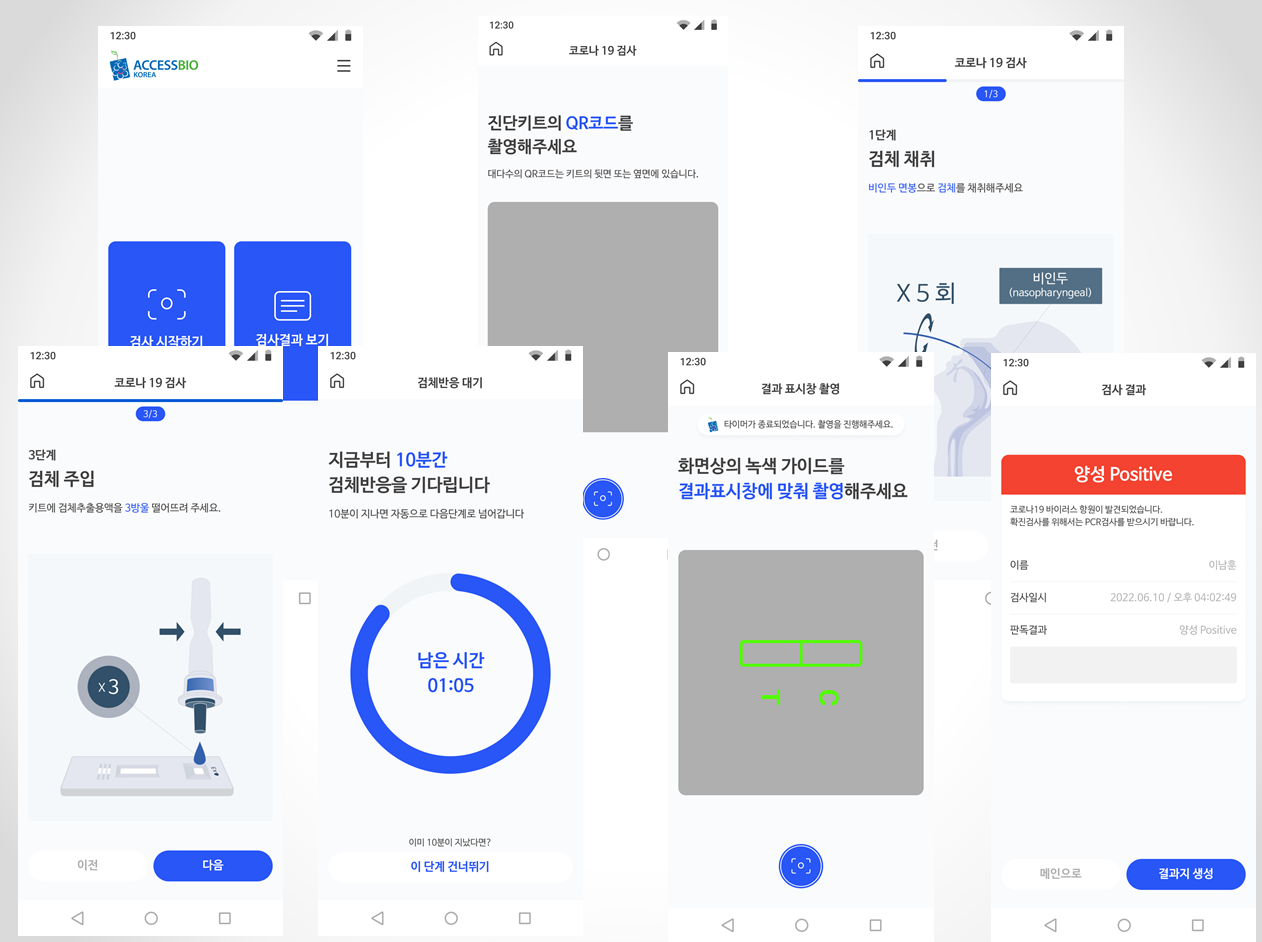 12:30
ACCESSBIO
KOREA
검사 시작하기
검사결과 보기
12:30
코로나 19 검사
진단키트의 QR코드를
촬영해주세요
대다수의 QR코드는 키트의 뒷면 또는 옆면에 있습니다.
12:30
코로나 19 검사
1/3
1단계
검체 채취
비인두 면봉으로 검체를 채취해주세요
X 5 회
비인두
(nasopharyngeal)
12:30
코로나 19 검사
3/3
3단계
검체 주입
키트에 검체추출용액을 3방울 떨어뜨려 주세요.
x 3
이전
다음
12:30
검체반응 대기
지금부터 10분간
검체반응을 기다립니다
10분이 지나면 자동으로 다음단계로 넘어갑니다
남은 시간
01:05
이미 10분이 지났다면?
이 단계 건너뛰기
12:30
결과 표시창 촬영
타이머가 종료되었습니다. 촬영을 진행해주세요.
화면상의 녹색 가이드를
결과표시창에 맞춰 촬영해주세요
T C
12:30
검사 결과
양성 Positive
코로나19 바이러스 항원이 발견되었습니다.
확진검사를 위해서는 PCR검사를 받으시기 바랍니다.
이름 이남훈
검사일시 2022.06.10 / 오후 04:02:49
판독결과 양성 Positive
메인으로
결과지 생성